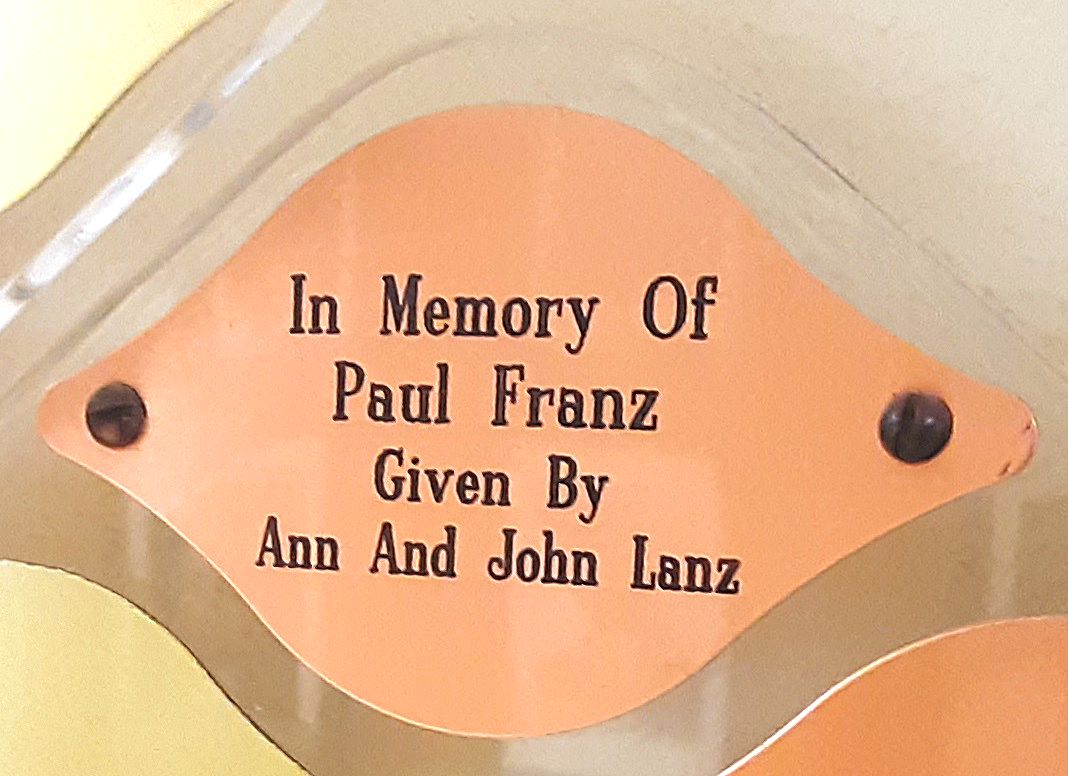 In Memory Of
Paul Franz
Given By
Ann And John Lanz